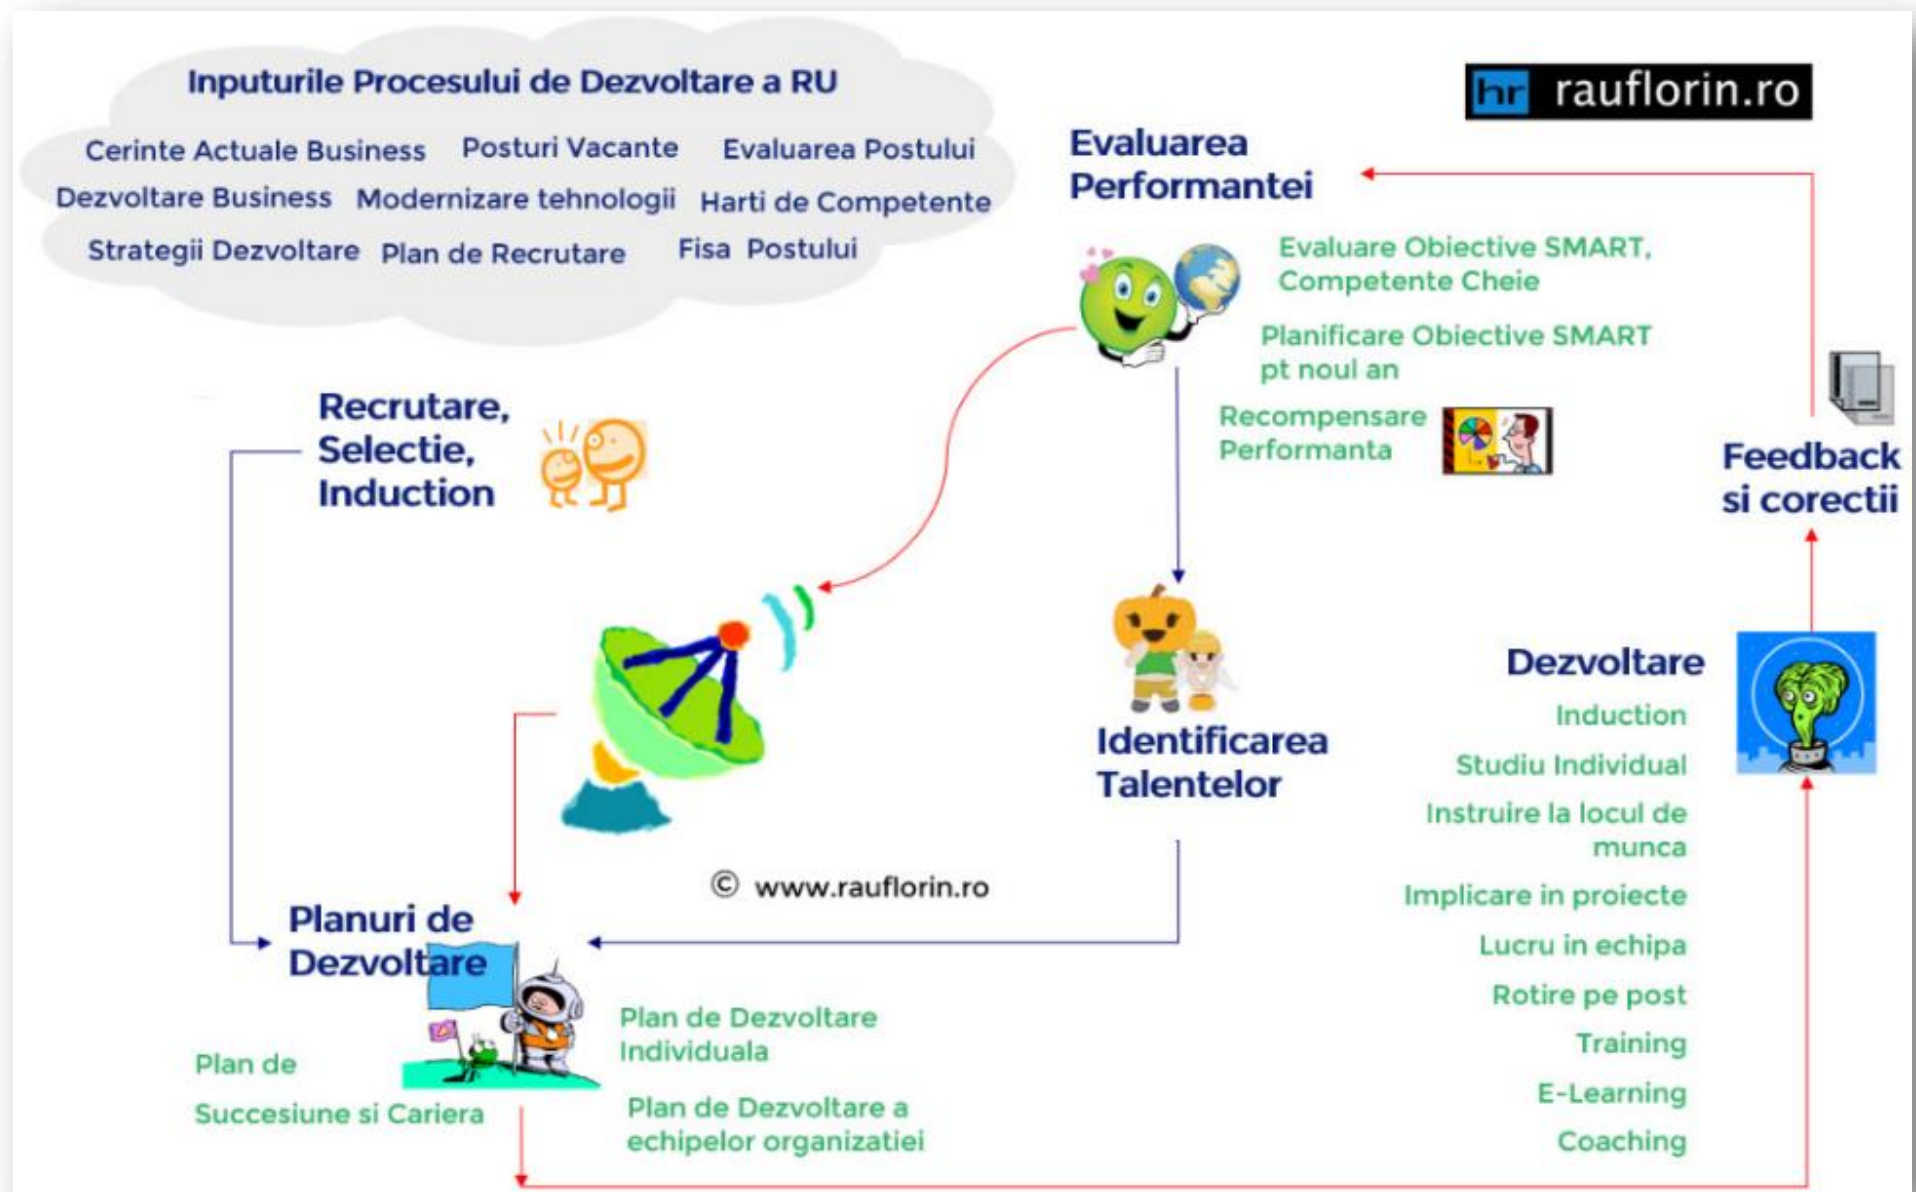 Inputurile Procesului de Dezvoltare a RU
Cerinte Actuale Business
Posturi Vacante
Evaluarea Postului
Dezvoltare Business
Modernizare tehnologii
Harti de Competente
Strategii Dezvoltare
Plan de Recrutare
Fisa Postului
hr rauflorin.ro
Evaluarea
Performantei
Evaluare Obiective SMART,
Competente Cheie
Planificare Obiective SMART
pt noul an
Recompensare
Performanta
Recrutare,
Selectie,
Induction
Feedback
si corectii
Identificarea
Talentelor
Dezvoltare
Induction
Studiu Individual
Instruire la locul de
munca
Implicare in proiecte
Lucru in echipa
Rotire pe post
Training
E-Learning
Coaching
© www.rauflorin.ro
Planuri de
Dezvoltare
Plan de
Succesiune si Cariera
Plan de Dezvoltare
Individuala
Plan de Dezvoltare a
echipelor organizatiei